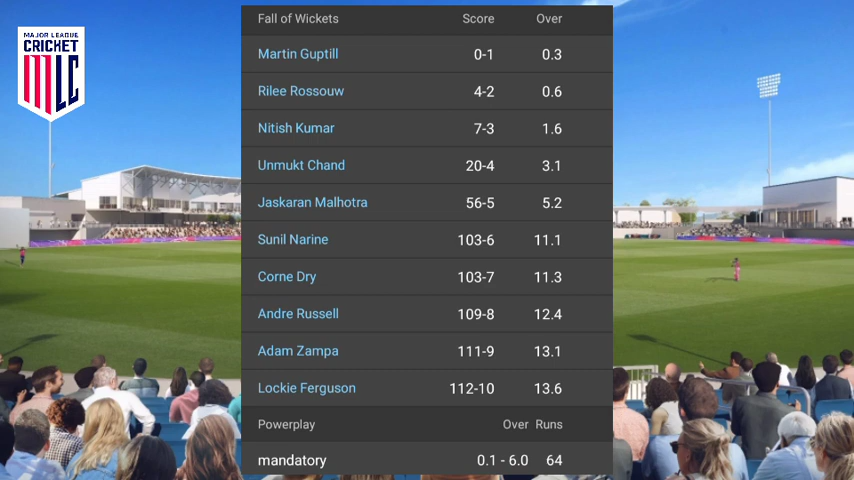 MAJOR LEAGUE
CRICKET
MLC
Fall of Wickets Score Over
Martin Guptill 0-1 0.3
Rilee Rossouw 4-2 0.6
Nitish Kumar 7-3 1.6
Unmukt Chand 20-4 3.1
Jaskaran Malhotra 56-5 5.2
Sunil Narine 103-6 11.1
Corne Dry 103-7 11.3
Andre Russell 109-8 12.4
Adam Zampa 111-9 13.1
Lockie Ferguson 112-10 13.6
Powerplay Over Runs
mandatory 0.1 - 6.0 64